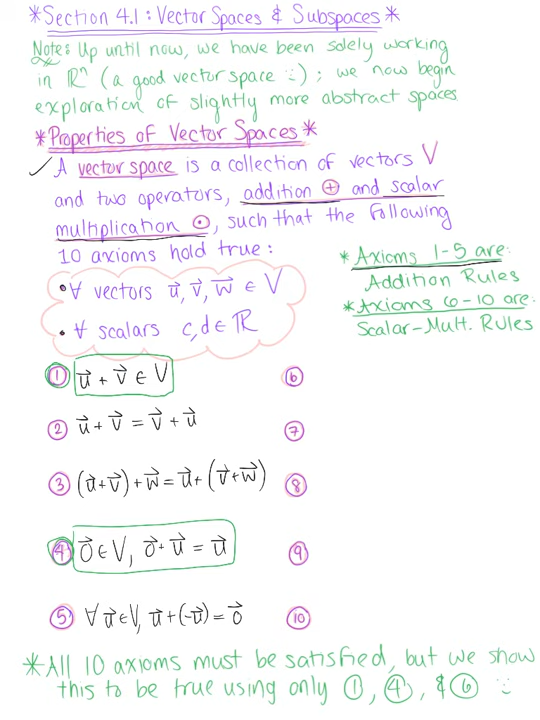 *Section 4.1: Vector Spaces & Subspaces*
Note: Up until now, we have been solely working
in ℝⁿ (a good vector space :)); we now begin
exploration of slightly more abstract spaces
*Properties of Vector Spaces*
✓ A vector space is a collection of vectors V
and two operators, addition ⊕ and scalar
multiplication ⊙, such that the following
10 axioms hold true:
• ∀ vectors u⃗, v⃗, w⃗ ∈ V
• ∀ scalars c, d ∈ ℝ
*Axioms 1-5 are:
Addition Rules
*Axioms 6-10 are:
Scalar-Mult. Rules
① u⃗ + v⃗ ∈ V
② u⃗ + v⃗ = v⃗ + u⃗
③ (u⃗+v⃗)+w⃗ = u⃗+(v⃗+w⃗)
④ 0⃗ ∈ V, 0⃗ + u⃗ = u⃗
⑤ ∀ u⃗ ∈ V, u⃗+(-u⃗) = 0⃗
⑥
⑦
⑧
⑨
⑩
*All 10 axioms must be satisfied, but we show
this to be true using only ①, ④, & ⑥ :)